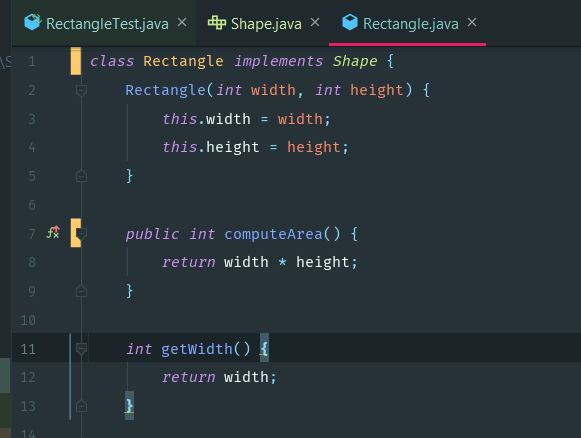 RectangleTest.java × Shape.java × Rectangle.java ×
1 class Rectangle implements Shape {
2 Rectangle(int width, int height) {
3 this.width = width;
4 this.height = height;
5 }
6
7 public int computeArea() {
8 return width * height;
9 }
10
11 int getWidth() {
12 return width;
13 }
14